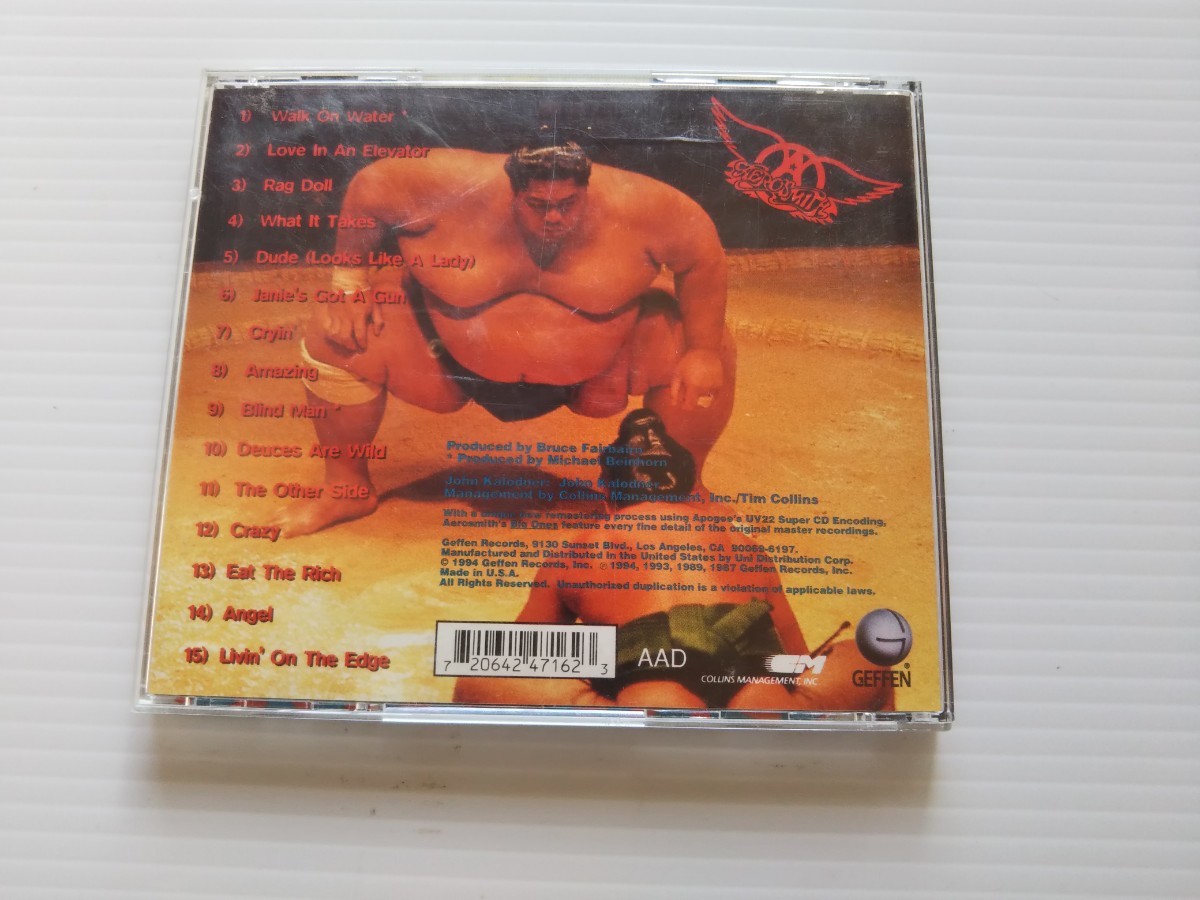 1) Walk On Water *
2) Love In An Elevator
3) Rag Doll
4) What It Takes
5) Dude (Looks Like A Lady)
6) Janie's Got A Gun
7) Cryin'
8) Amazing
9) Blind Man *
10) Deuces Are Wild
11) The Other Side
12) Crazy
13) Eat The Rich
14) Angel
15) Livin' On The Edge
AEROSMITH
Produced by Bruce Fairbairn
* Produced by Michael Beinhorn
John Kalodner: John Kalodner
Management by Collins Management, Inc./Tim Collins
With a unique new remastering process using Apogee's UV22 Super CD Encoding,
Aerosmith's Big Ones feature every fine detail of the original master recordings.
Geffen Records, 9130 Sunset Blvd., Los Angeles, CA 90069-6197.
Manufactured and Distributed in the United States by Uni Distribution Corp.
© 1994 Geffen Records, Inc. ℗ 1994, 1993, 1989, 1987 Geffen Records, Inc.
Made in U.S.A.
All Rights Reserved. Unauthorized duplication is a violation of applicable laws.
7 20642 47162 3
AAD
CM
COLLINS MANAGEMENT, INC.
GEFFEN®